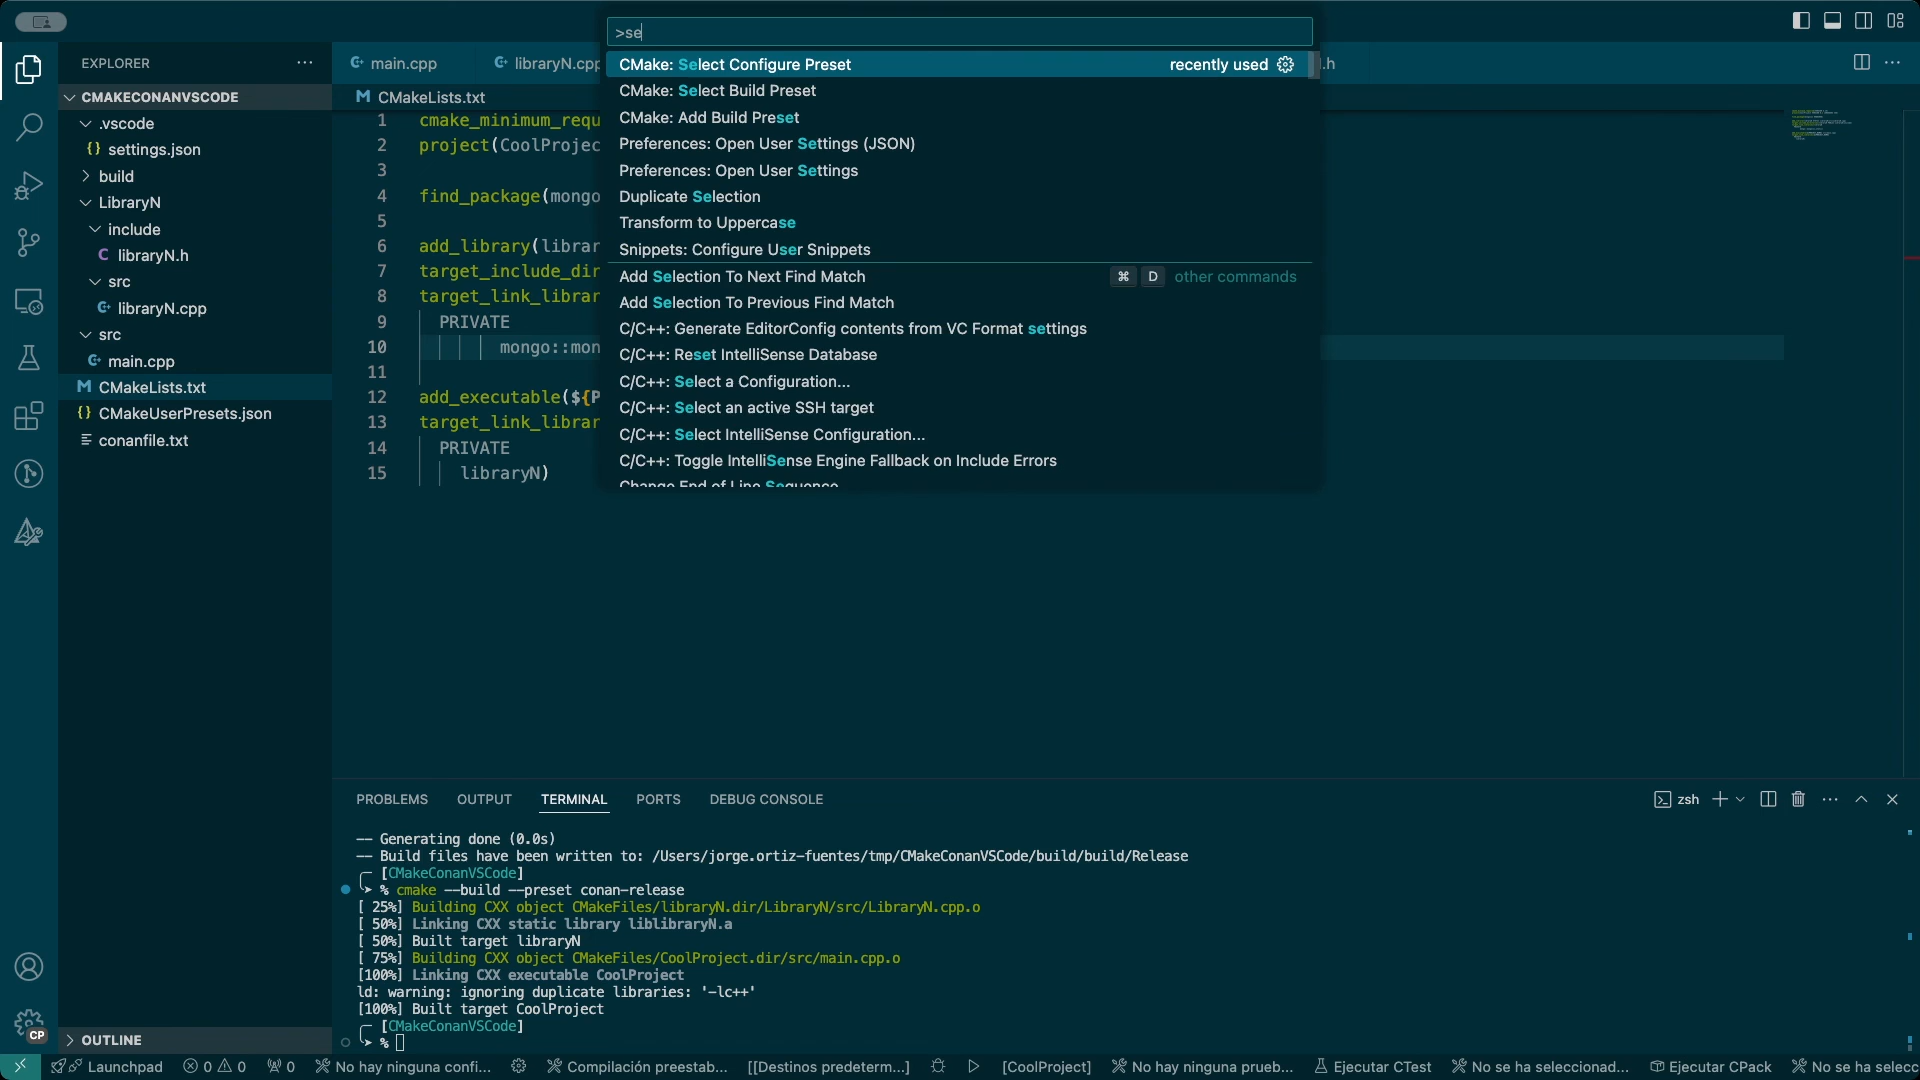 >se
EXPLORER
CMAKECONANVSCODE
.vscode
{} settings.json
build
LibraryN
include
C libraryN.h
src
libraryN.cpp
src
main.cpp
M CMakeLists.txt
{} CMakeUserPresets.json
conanfile.txt
OUTLINE
main.cpp
libraryN.cpp
.h
M CMakeLists.txt
1 cmake_minimum_requ
2 project(CoolProjec
3
4 find_package(mongo
5
6 add_library(librar
7 target_include_dir
8 target_link_librar
9 PRIVATE
10 mongo::mon
11
12 add_executable(${P
13 target_link_librar
14 PRIVATE
15 libraryN)
CMake: Select Configure Preset recently used
CMake: Select Build Preset
CMake: Add Build Preset
Preferences: Open User Settings (JSON)
Preferences: Open User Settings
Duplicate Selection
Transform to Uppercase
Snippets: Configure User Snippets
Add Selection To Next Find Match ⌘ D other commands
Add Selection To Previous Find Match
C/C++: Generate EditorConfig contents from VC Format settings
C/C++: Reset IntelliSense Database
C/C++: Select a Configuration...
C/C++: Select an active SSH target
C/C++: Select IntelliSense Configuration...
C/C++: Toggle IntelliSense Engine Fallback on Include Errors
Change End of Line Sequence
PROBLEMS OUTPUT TERMINAL PORTS DEBUG CONSOLE
zsh
-- Generating done (0.0s)
-- Build files have been written to: /Users/jorge.ortiz-fuentes/tmp/CMakeConanVSCode/build/build/Release
[CMakeConanVSCode]
% cmake --build --preset conan-release
[ 25%] Building CXX object CMakeFiles/libraryN.dir/LibraryN/src/LibraryN.cpp.o
[ 50%] Linking CXX static library liblibraryN.a
[ 50%] Built target libraryN
[ 75%] Building CXX object CMakeFiles/CoolProject.dir/src/main.cpp.o
[100%] Linking CXX executable CoolProject
ld: warning: ignoring duplicate libraries: '-lc++'
[100%] Built target CoolProject
[CMakeConanVSCode]
%
CP
Launchpad 0 0 0 No hay ninguna confi... Compilación preestab... [[Destinos predeterm...] [CoolProject] No hay ninguna prueb... Ejecutar CTest No se ha seleccionad... Ejecutar CPack No se ha selecc